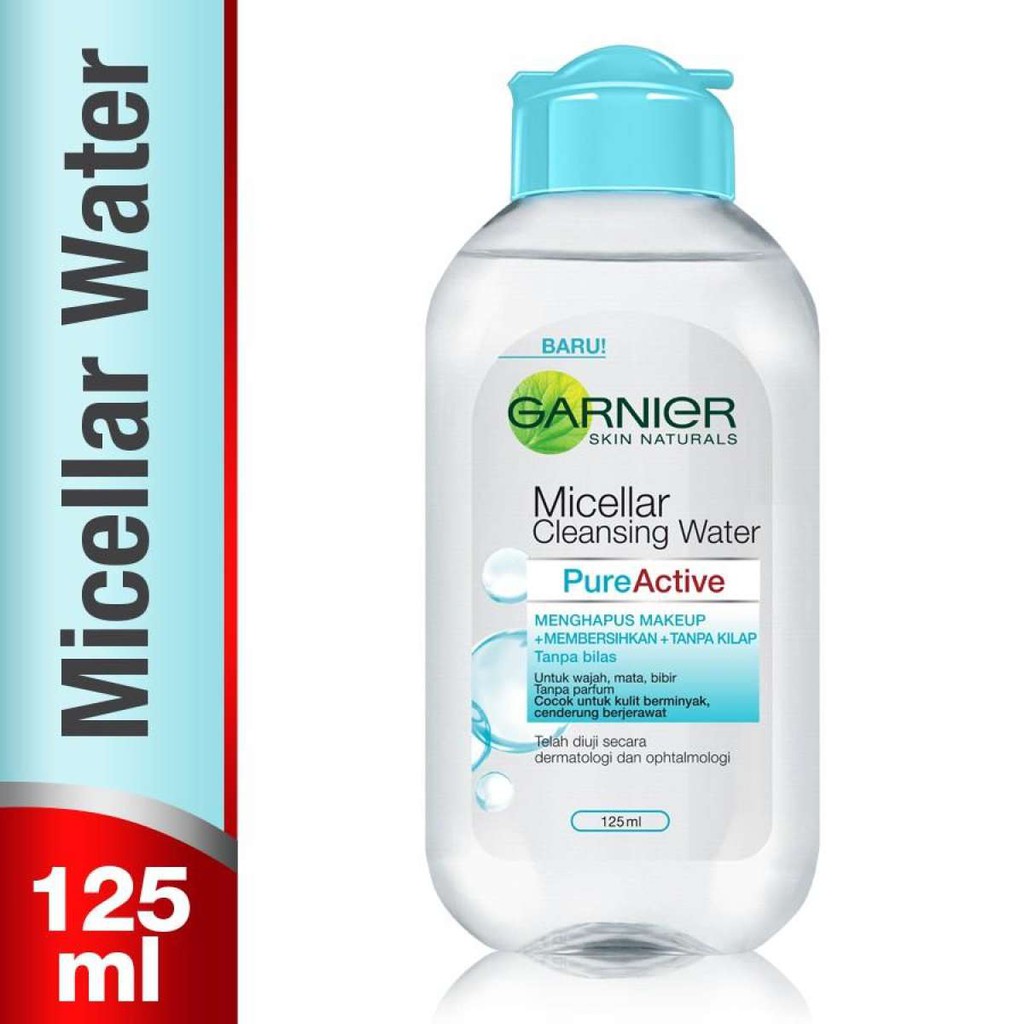 Micellar Water
125
ml
BARU!
GARNIER
SKIN NATURALS
Micellar
Cleansing Water
PureActive
MENGHAPUS MAKEUP
+MEMBERSIHKAN+TANPA KILAP
Tanpa bilas
Untuk wajah, mata, bibir
Tanpa parfum
Cocok untuk kulit berminyak,
cenderung berjerawat
Telah diuji secara
dermatologi dan ophtalmologi
125ml